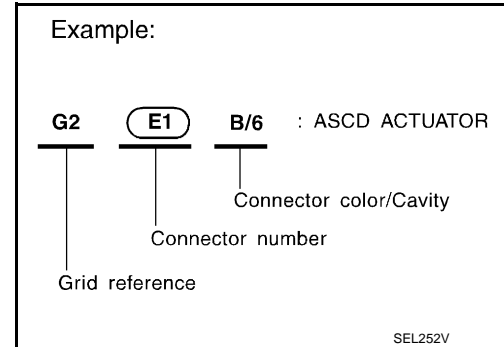 Example:
G2 E1 B/6 : ASCD ACTUATOR
Connector color/Cavity
Connector number
Grid reference
SEL252V